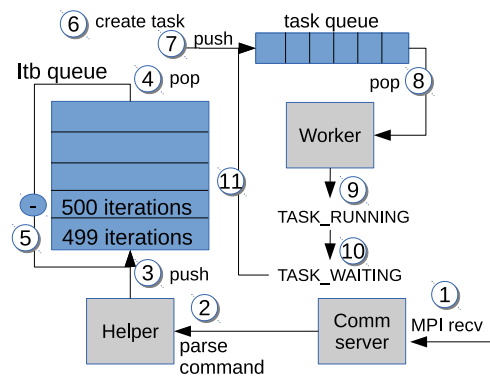 6 create task
7 push
task queue
ltb queue
4 pop
pop 8
Worker
11
9
- 500 iterations
TASK_RUNNING
5
499 iterations
10
3 push
TASK_WAITING
2
1
Helper
Comm
server
MPI recv
parse
command